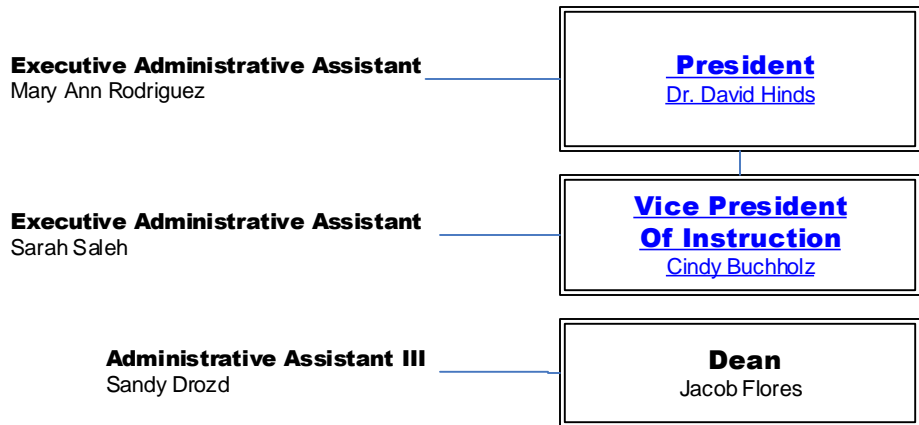 Executive Administrative Assistant
Mary Ann Rodriguez
President
Dr. David Hinds
Executive Administrative Assistant
Sarah Saleh
Vice President
Of Instruction
Cindy Buchholz
Administrative Assistant III
Sandy Drozd
Dean
Jacob Flores